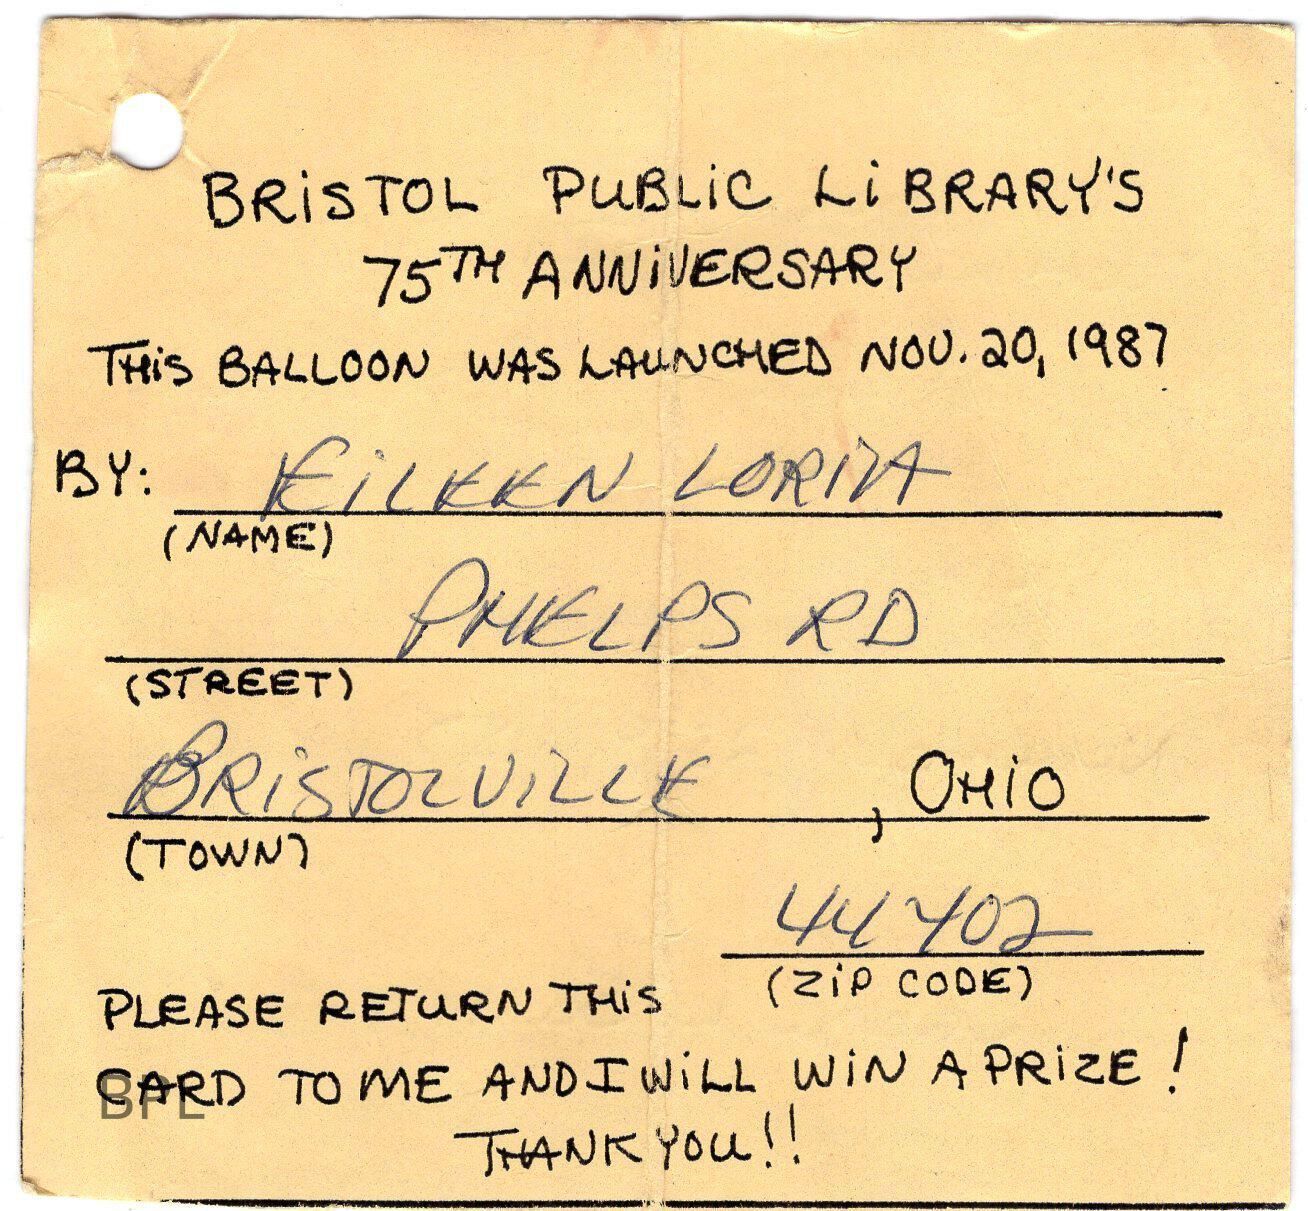 BRiSTOL PUBLiC LiBRARY'S
75TH ANNiVERSARY
THiS BALLOON WAS LAUNCHED NOV. 20, 1987
BY: EiLEEN
(NAME)
PHELPS RD
(STREET)
BRiSTOLViLLE, OHiO
(TOWN)
44402
(ZiP CODE)
PLEASE RETURN THiS
CARD TO ME AND I WiLL WiN A PRiZE!
BPL
THANK YOU!!